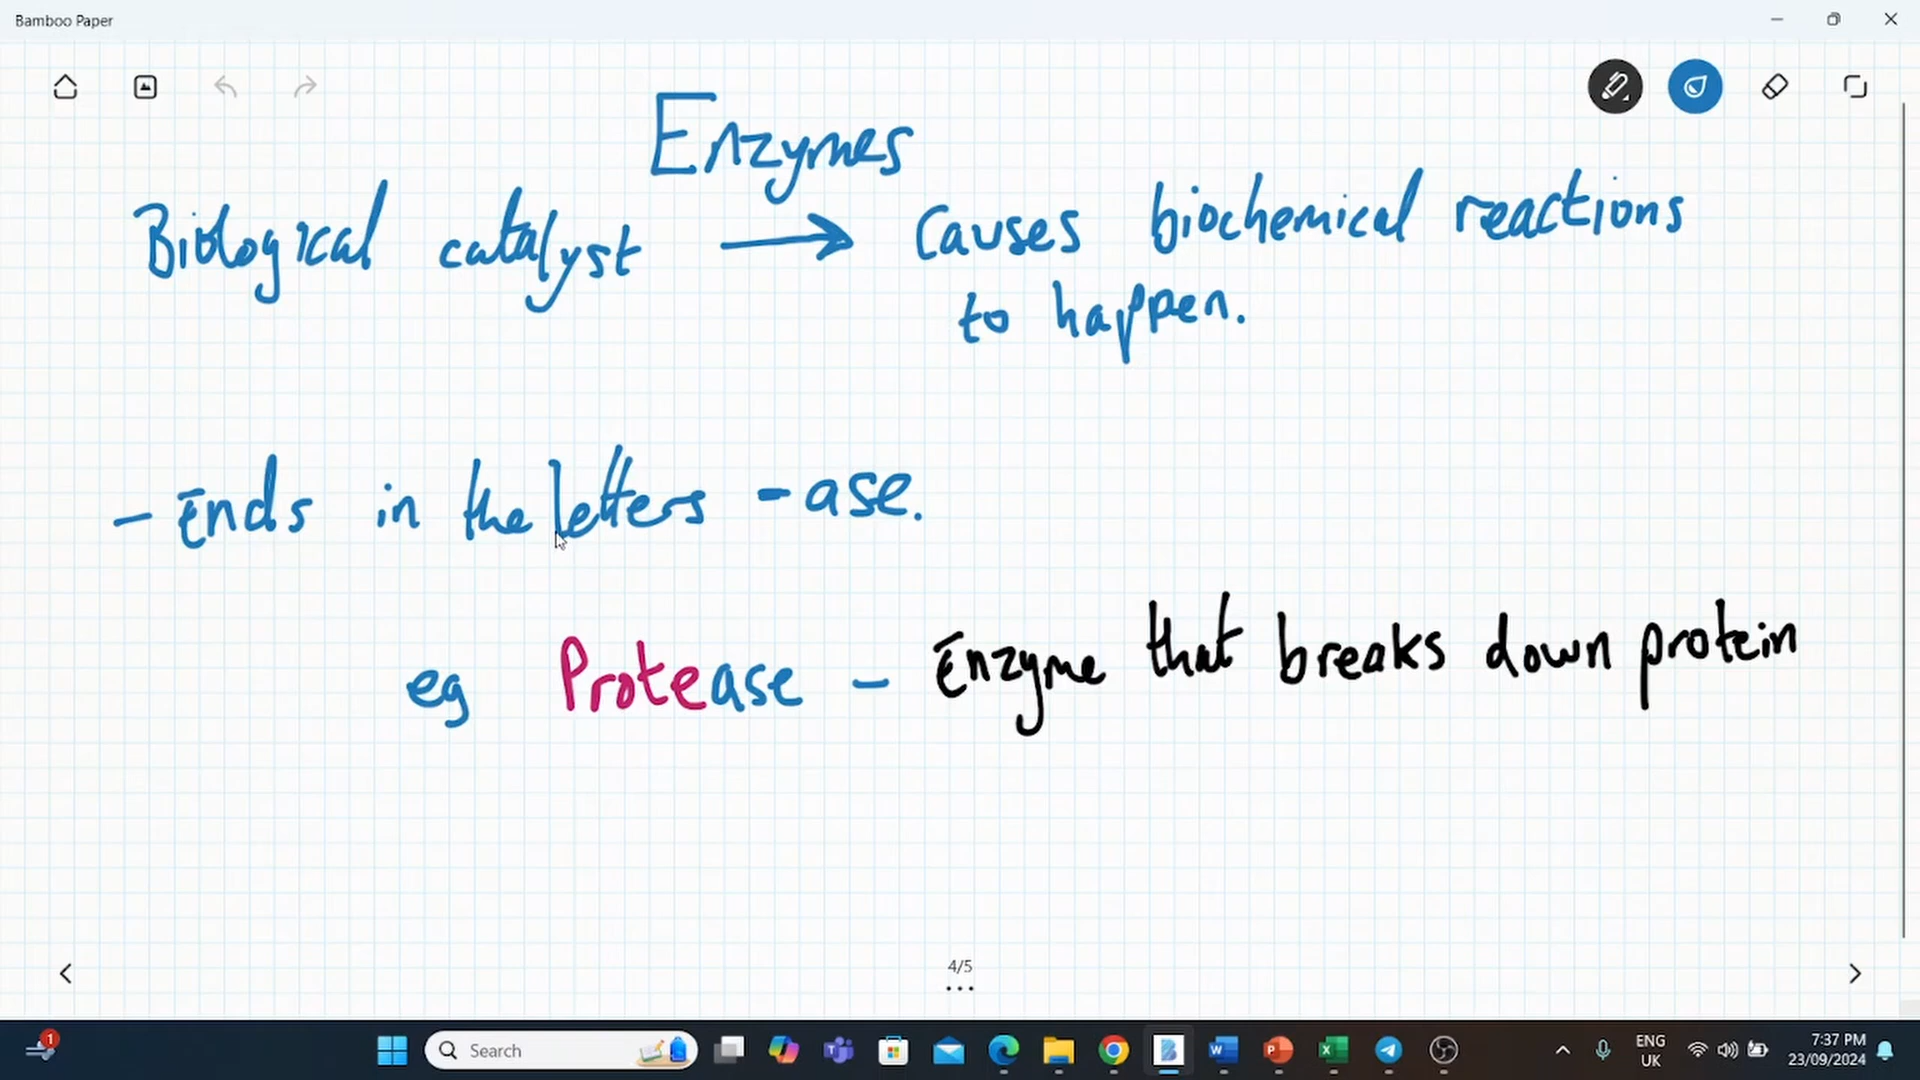 Bamboo Paper
Enzymes
Biological catalyst → Causes biochemical reactions
to happen.
- Ends in the letters -ase.
eg Protease - Enzyme that breaks down protein
4/5
Search
1
ENG
UK
7:37 PM
23/09/2024